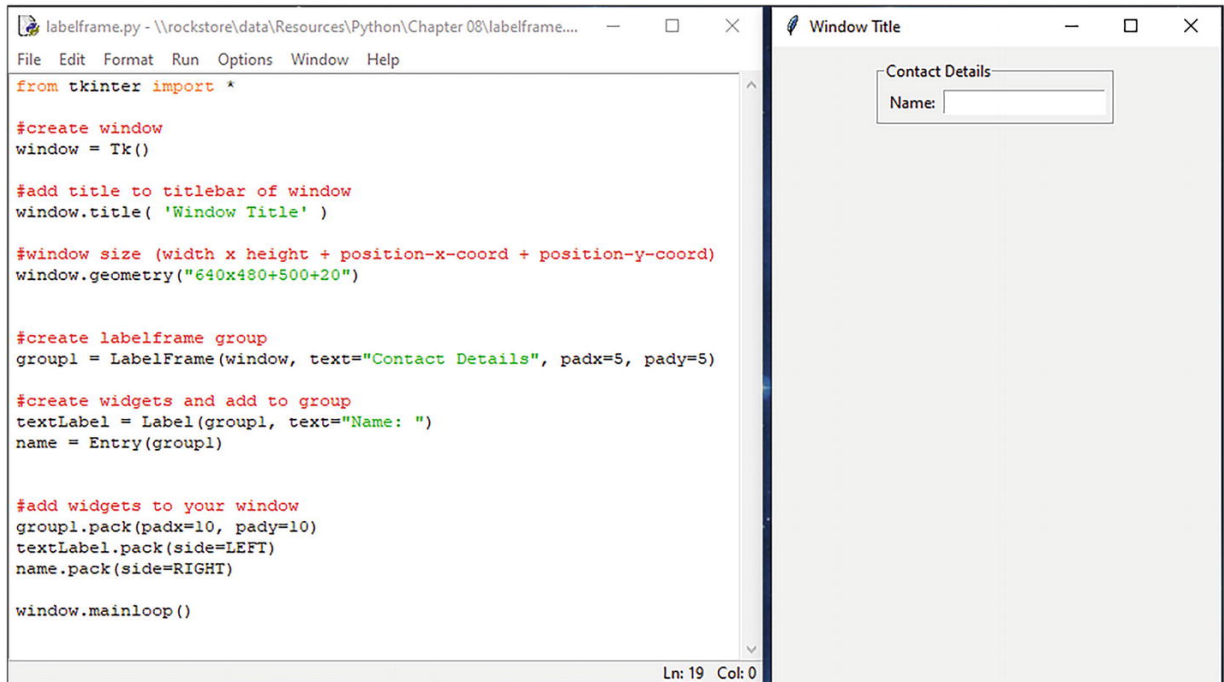 labelframe.py - \\rockstore\data\Resources\Python\Chapter 08\labelframe....
File Edit Format Run Options Window Help
from tkinter import *
#create window
window = Tk()
#add title to titlebar of window
window.title( 'Window Title' )
#window size (width x height + position-x-coord + position-y-coord)
window.geometry("640x480+500+20")
#create labelframe group
group1 = LabelFrame(window, text="Contact Details", padx=5, pady=5)
#create widgets and add to group
textLabel = Label(group1, text="Name: ")
name = Entry(group1)
#add widgets to your window
group1.pack(padx=10, pady=10)
textLabel.pack(side=LEFT)
name.pack(side=RIGHT)
window.mainloop()
Ln: 19 Col: 0
Window Title
Contact Details
Name: